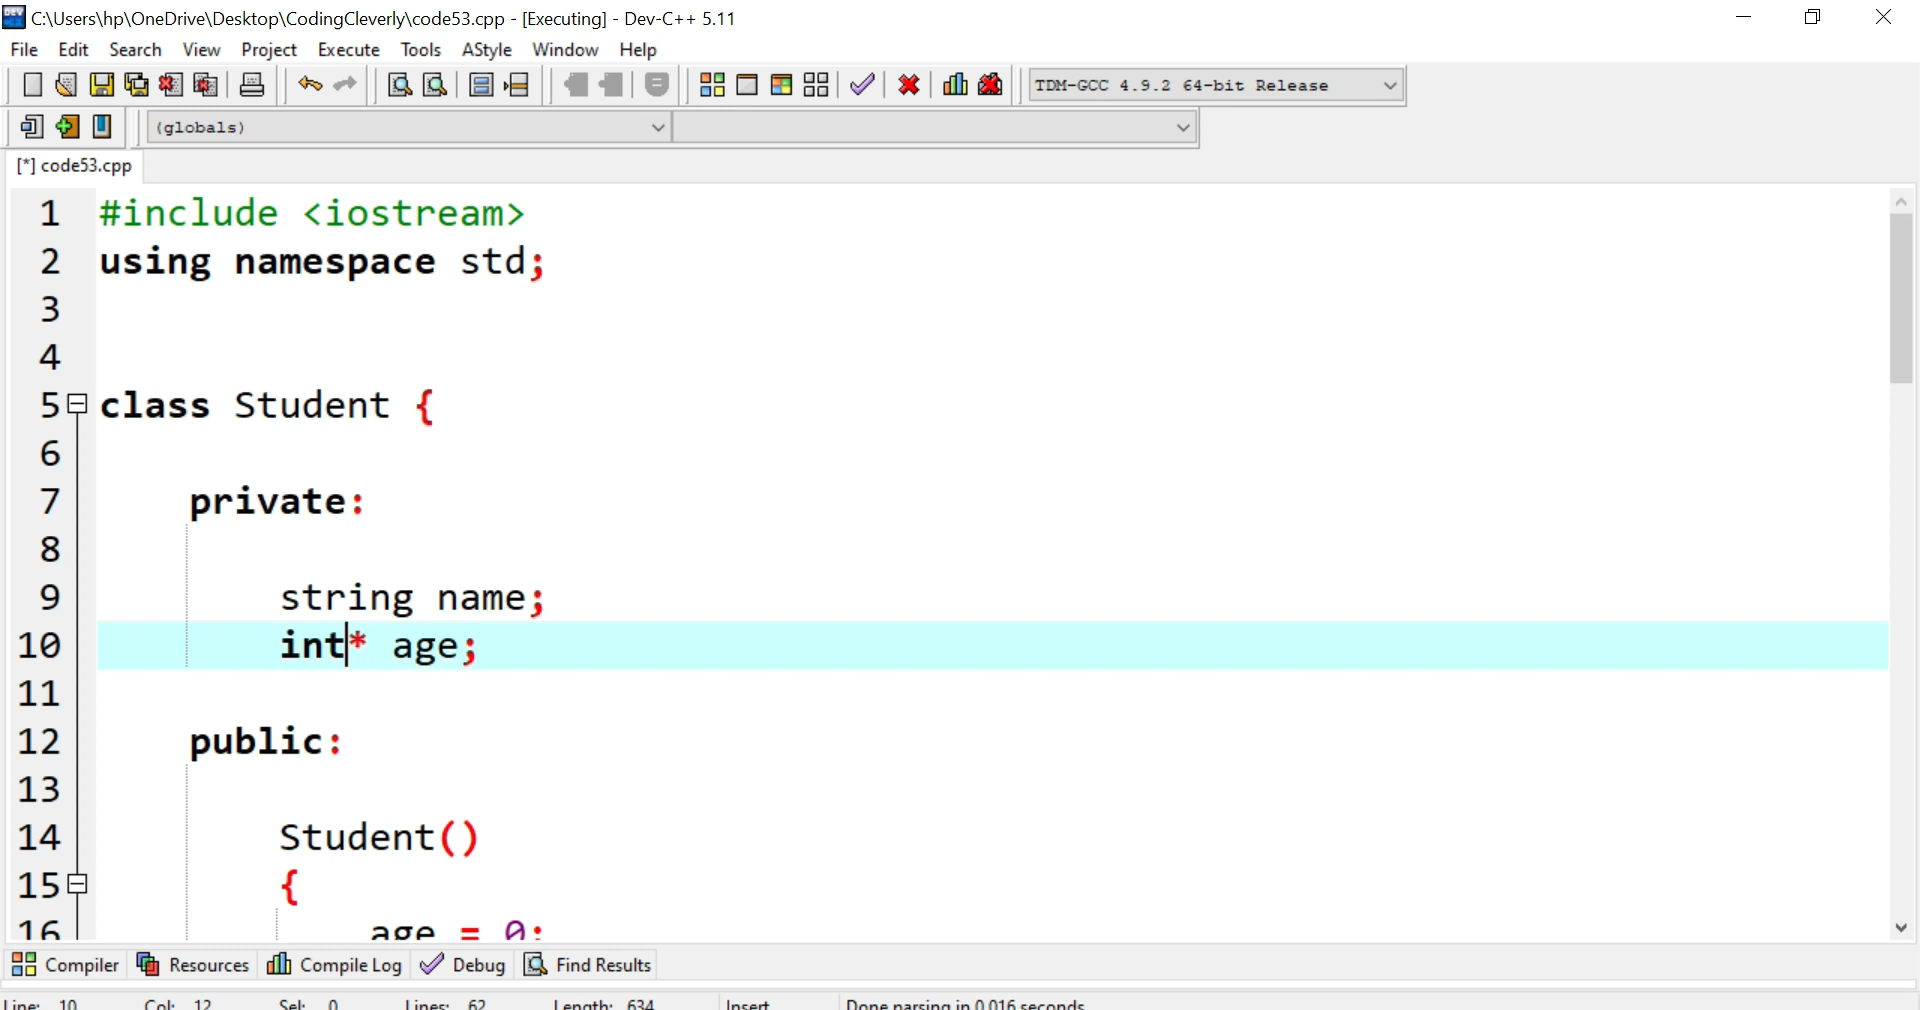 C:\Users\hp\OneDrive\Desktop\CodingCleverly\code53.cpp - [Executing] - Dev-C++ 5.11
File Edit Search View Project Execute Tools AStyle Window Help
TDM-GCC 4.9.2 64-bit Release
(globals)
[*] code53.cpp
1 #include <iostream>
2 using namespace std;
3
4
5 class Student {
6
7 private:
8
9 string name;
10 int* age;
11
12 public:
13
14 Student()
15 {
16 age = 0;
Compiler Resources Compile Log Debug Find Results
Line: 10 Col: 12 Sel: 0 Lines: 62 Length: 634 Insert Done parsing in 0.016 seconds